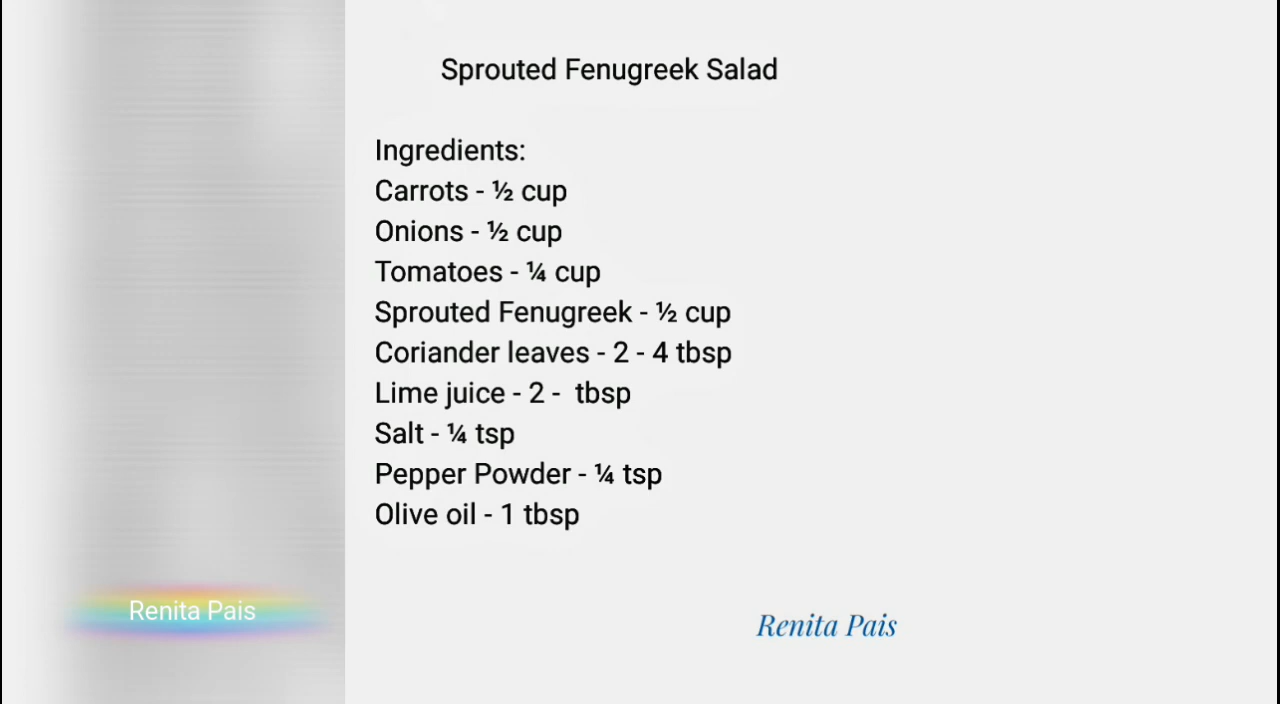 Sprouted Fenugreek Salad
Ingredients:
Carrots - ½ cup
Onions - ½ cup
Tomatoes - ¼ cup
Sprouted Fenugreek - ½ cup
Coriander leaves - 2 - 4 tbsp
Lime juice - 2 -  tbsp
Salt - ¼ tsp
Pepper Powder - ¼ tsp
Olive oil - 1 tbsp
Renita Pais
Renita Pais